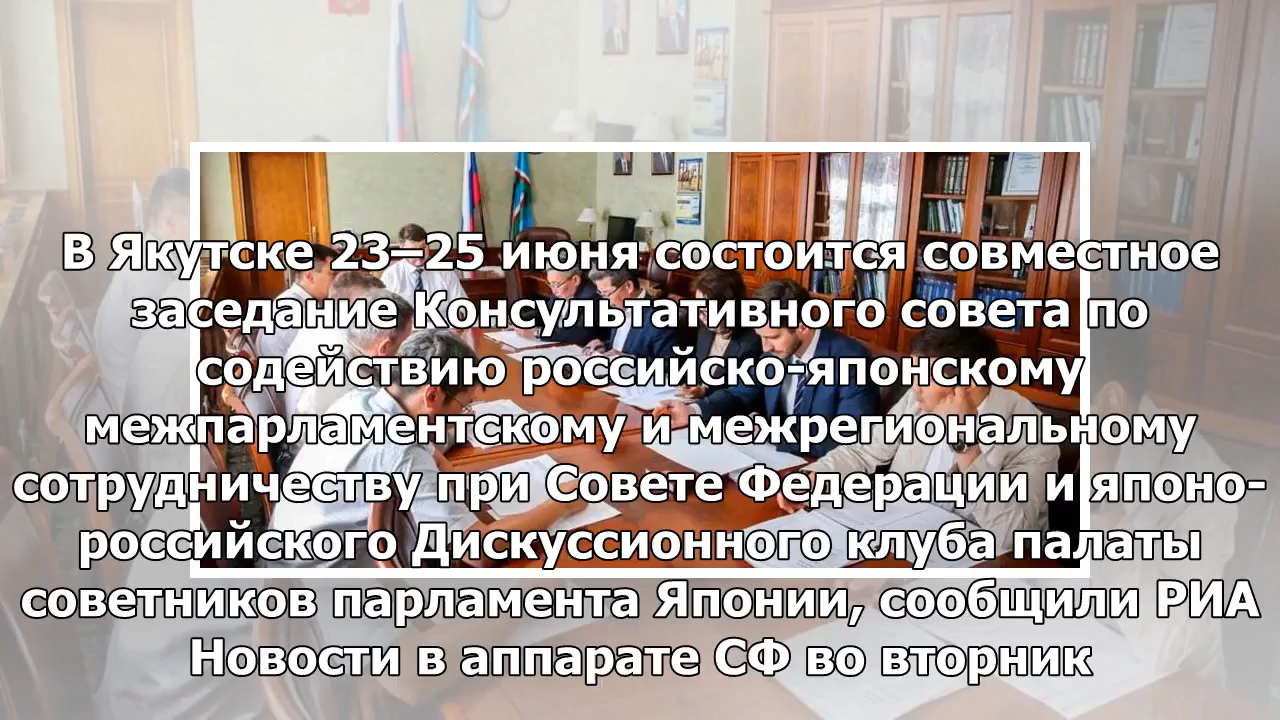 В Якутске 23–25 июня состоится совместное
заседание Консультативного совета по
содействию российско-японскому
межпарламентскому и межрегиональному
сотрудничеству при Совете Федерации и японо-
российского Дискуссионного клуба палаты
советников парламента Японии, сообщили РИА
Новости в аппарате СФ во вторник